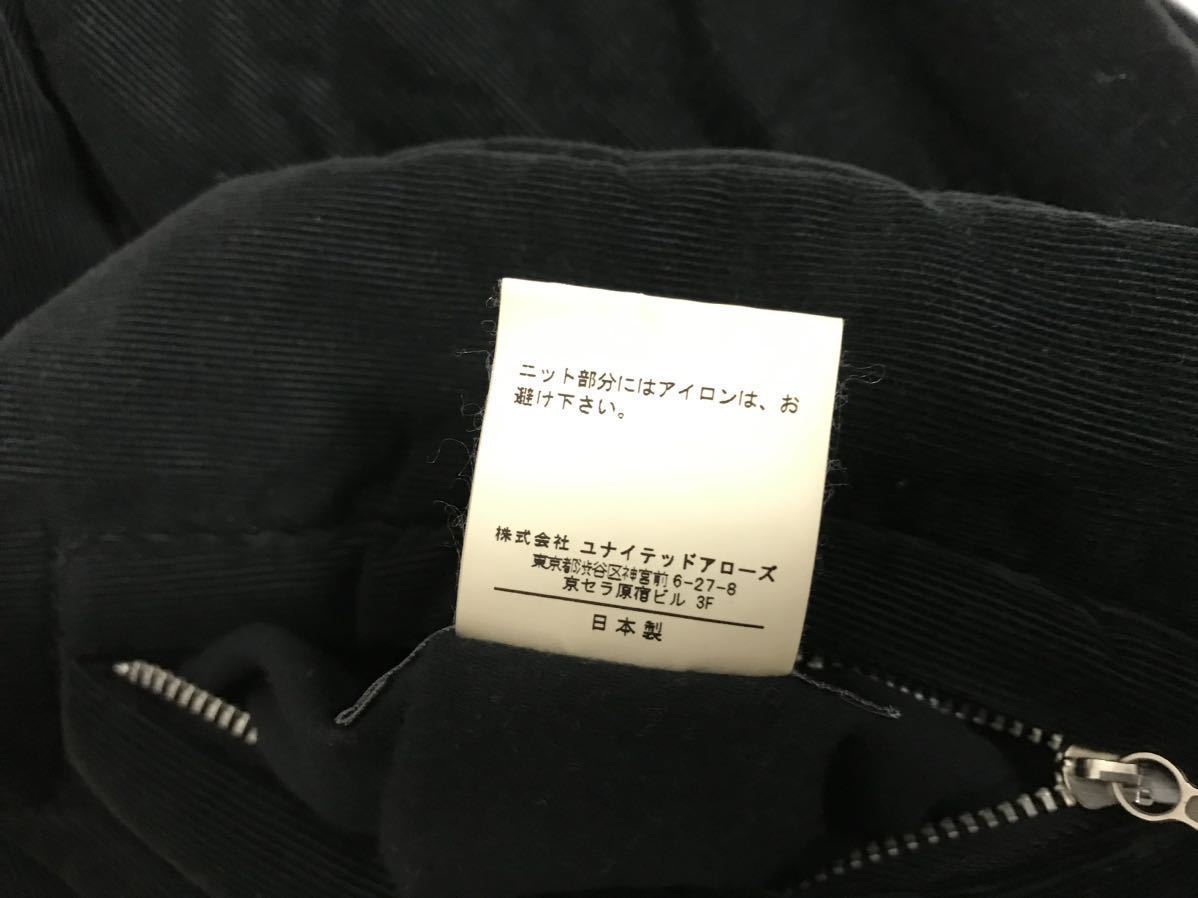 ニット部分にはアイロンは、お
避け下さい。
株式会社 ユナイテッドアローズ
東京都渋谷区神宮前 6-27-8
京セラ原宿ビル 3F
日本製